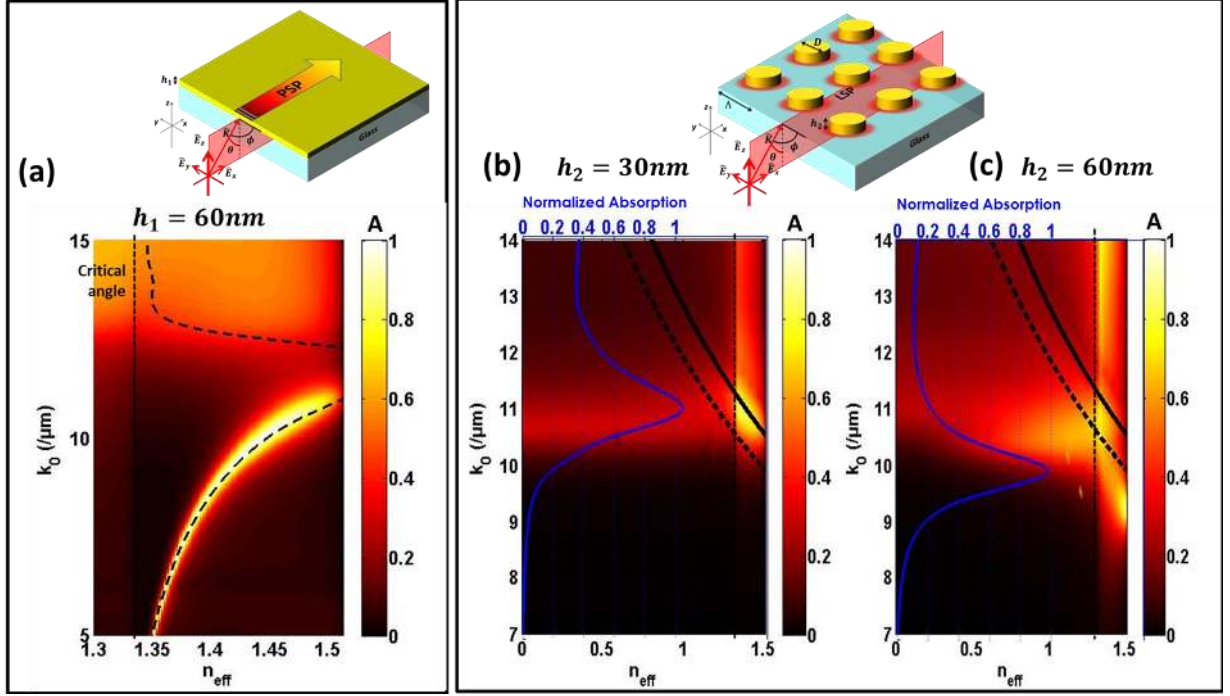 (a)
h₁
PSP
Glass
z
y
x
K⃗
E⃗z
ϕ
θ
E⃗y
E⃗x
h₁ = 60nm
Critical
angle
k₀ (/μm)
15
10
5
1.3
1.35
1.4
1.45
1.5
n_eff
A
1
0.8
0.6
0.4
0.2
0
D
LSP
Λ
h₂
Glass
z
y
x
K⃗
E⃗z
ϕ
θ
E⃗y
E⃗x
(b)
h₂ = 30nm
Normalized Absorption
0 0.2 0.4 0.6 0.8 1
k₀ (/μm)
14
13
12
11
10
9
8
7
0 0.5 1 1.5
n_eff
A
1
0.8
0.6
0.4
0.2
0
(c)
h₂ = 60nm
Normalized Absorption
0 0.2 0.4 0.6 0.8 1
k₀ (/μm)
14
13
12
11
10
9
8
7
0 0.5 1 1.5
n_eff
A
1
0.8
0.6
0.4
0.2
0